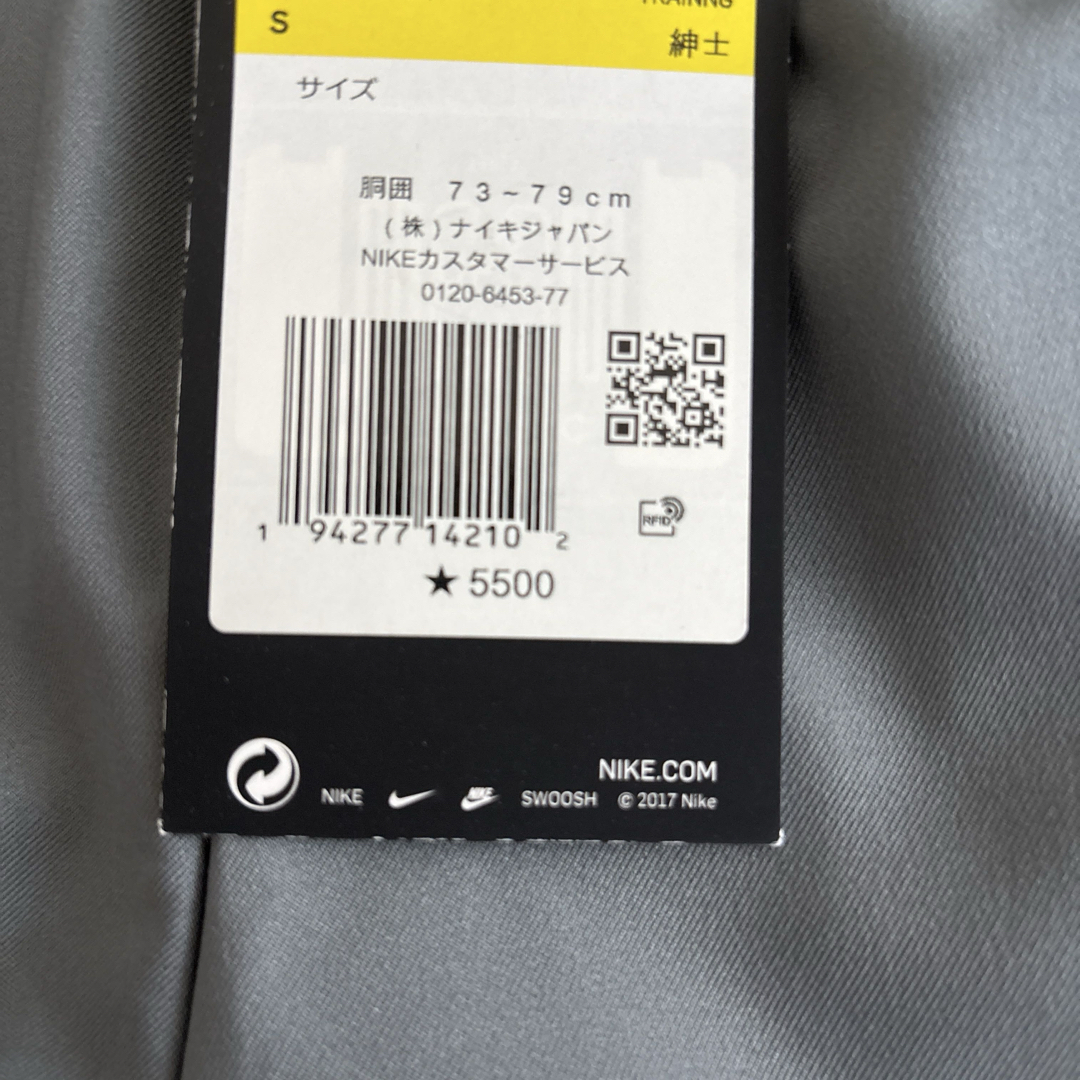 S
TRAINNG
紳士
サイズ
胴囲 73~79cm
(株)ナイキジャパン
NIKEカスタマーサービス
0120-6453-77
1 94277 14210 2
★5500
RFID
NIKE.COM
NIKE NIKE SWOOSH © 2017 Nike